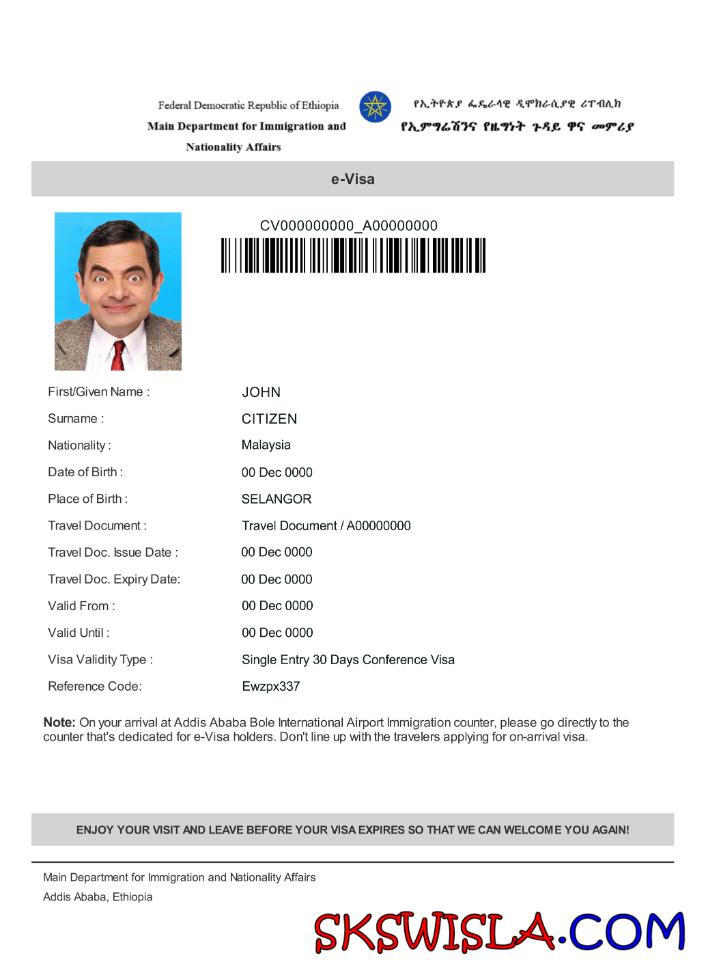 Federal Democratic Republic of Ethiopia
Main Department for Immigration and
Nationality Affairs
የኢትዮጵያ ፌዴራላዊ ዲሞክራሲያዊ ሪፐብሊክ
የኢምግሬሽንና የዜግነት ጉዳይ ዋና መምሪያ
e-Visa
CV000000000_A00000000
First/Given Name : JOHN
Surname : CITIZEN
Nationality : Malaysia
Date of Birth : 00 Dec 0000
Place of Birth : SELANGOR
Travel Document : Travel Document / A00000000
Travel Doc. Issue Date : 00 Dec 0000
Travel Doc. Expiry Date: 00 Dec 0000
Valid From : 00 Dec 0000
Valid Until : 00 Dec 0000
Visa Validity Type : Single Entry 30 Days Conference Visa
Reference Code: Ewzpx337
Note: On your arrival at Addis Ababa Bole International Airport Immigration counter, please go directly to the
counter that's dedicated for e-Visa holders. Don't line up with the travelers applying for on-arrival visa.
ENJOY YOUR VISIT AND LEAVE BEFORE YOUR VISA EXPIRES SO THAT WE CAN WELCOME YOU AGAIN!
Main Department for Immigration and Nationality Affairs
Addis Ababa, Ethiopia
SKSWISLA.COM